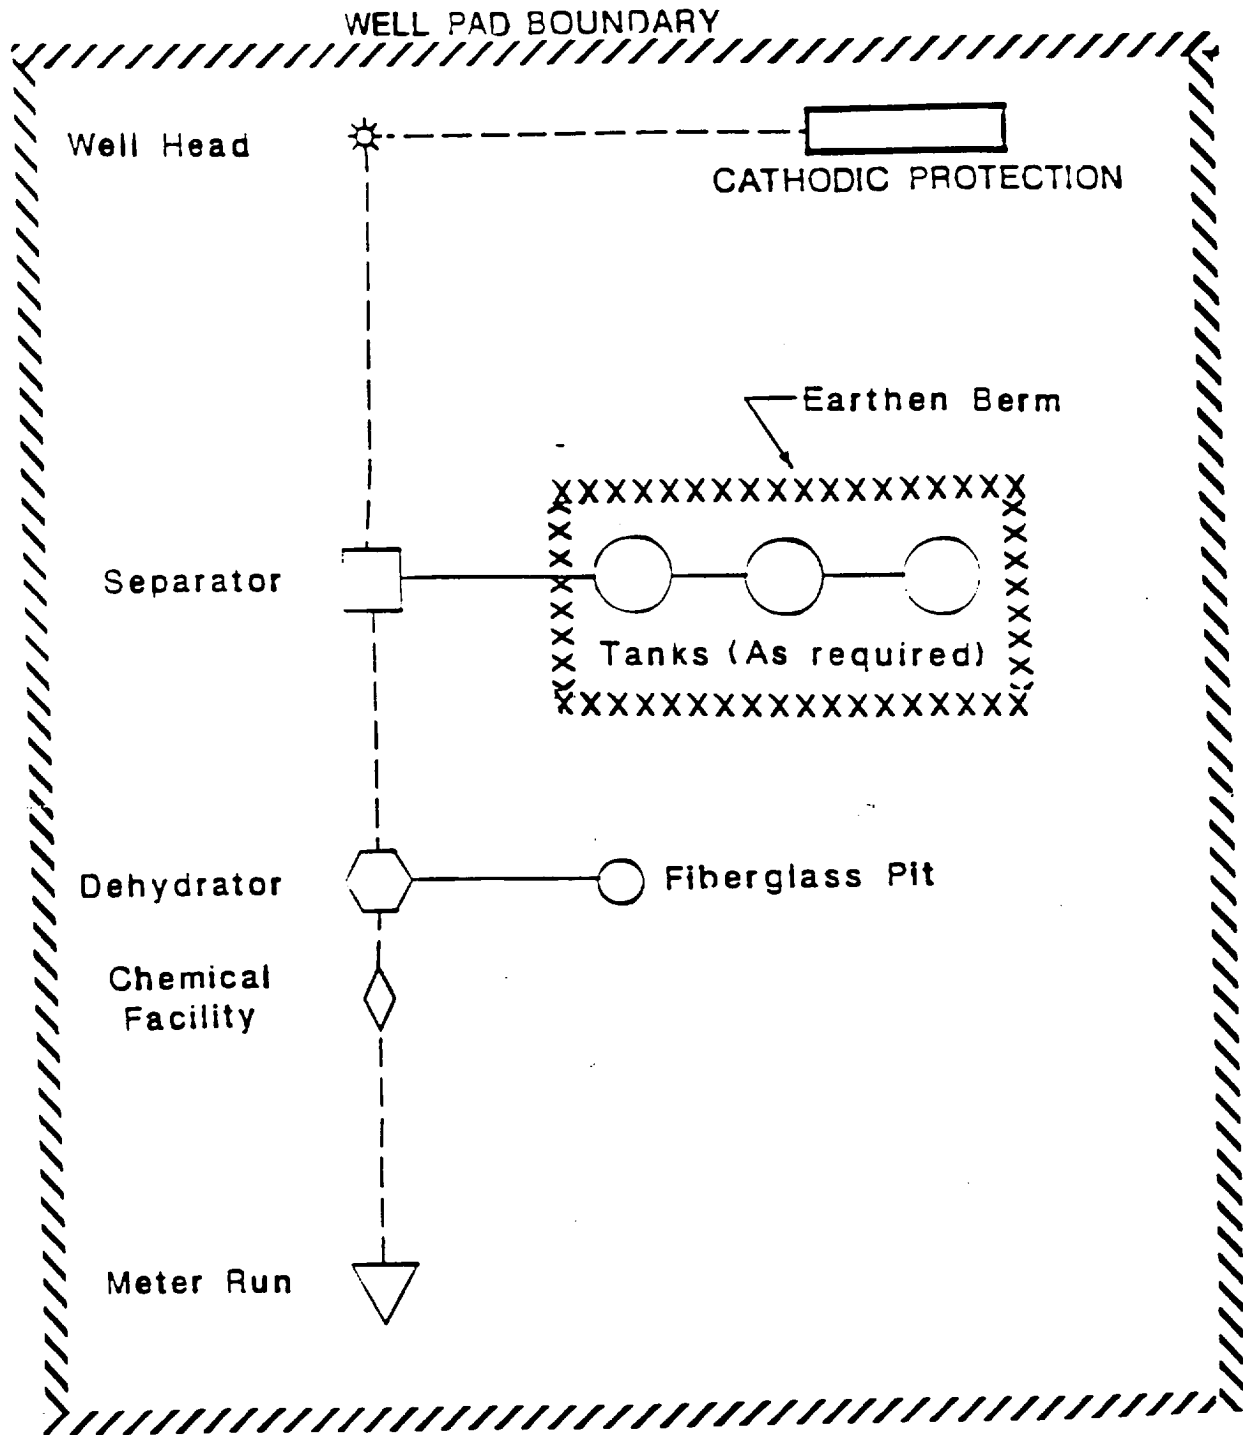 WELL PAD BOUNDARY
Well Head
CATHODIC PROTECTION
Earthen Berm
Separator
Tanks (As required)
Dehydrator
Fiberglass Pit
Chemical
Facility
Meter Run